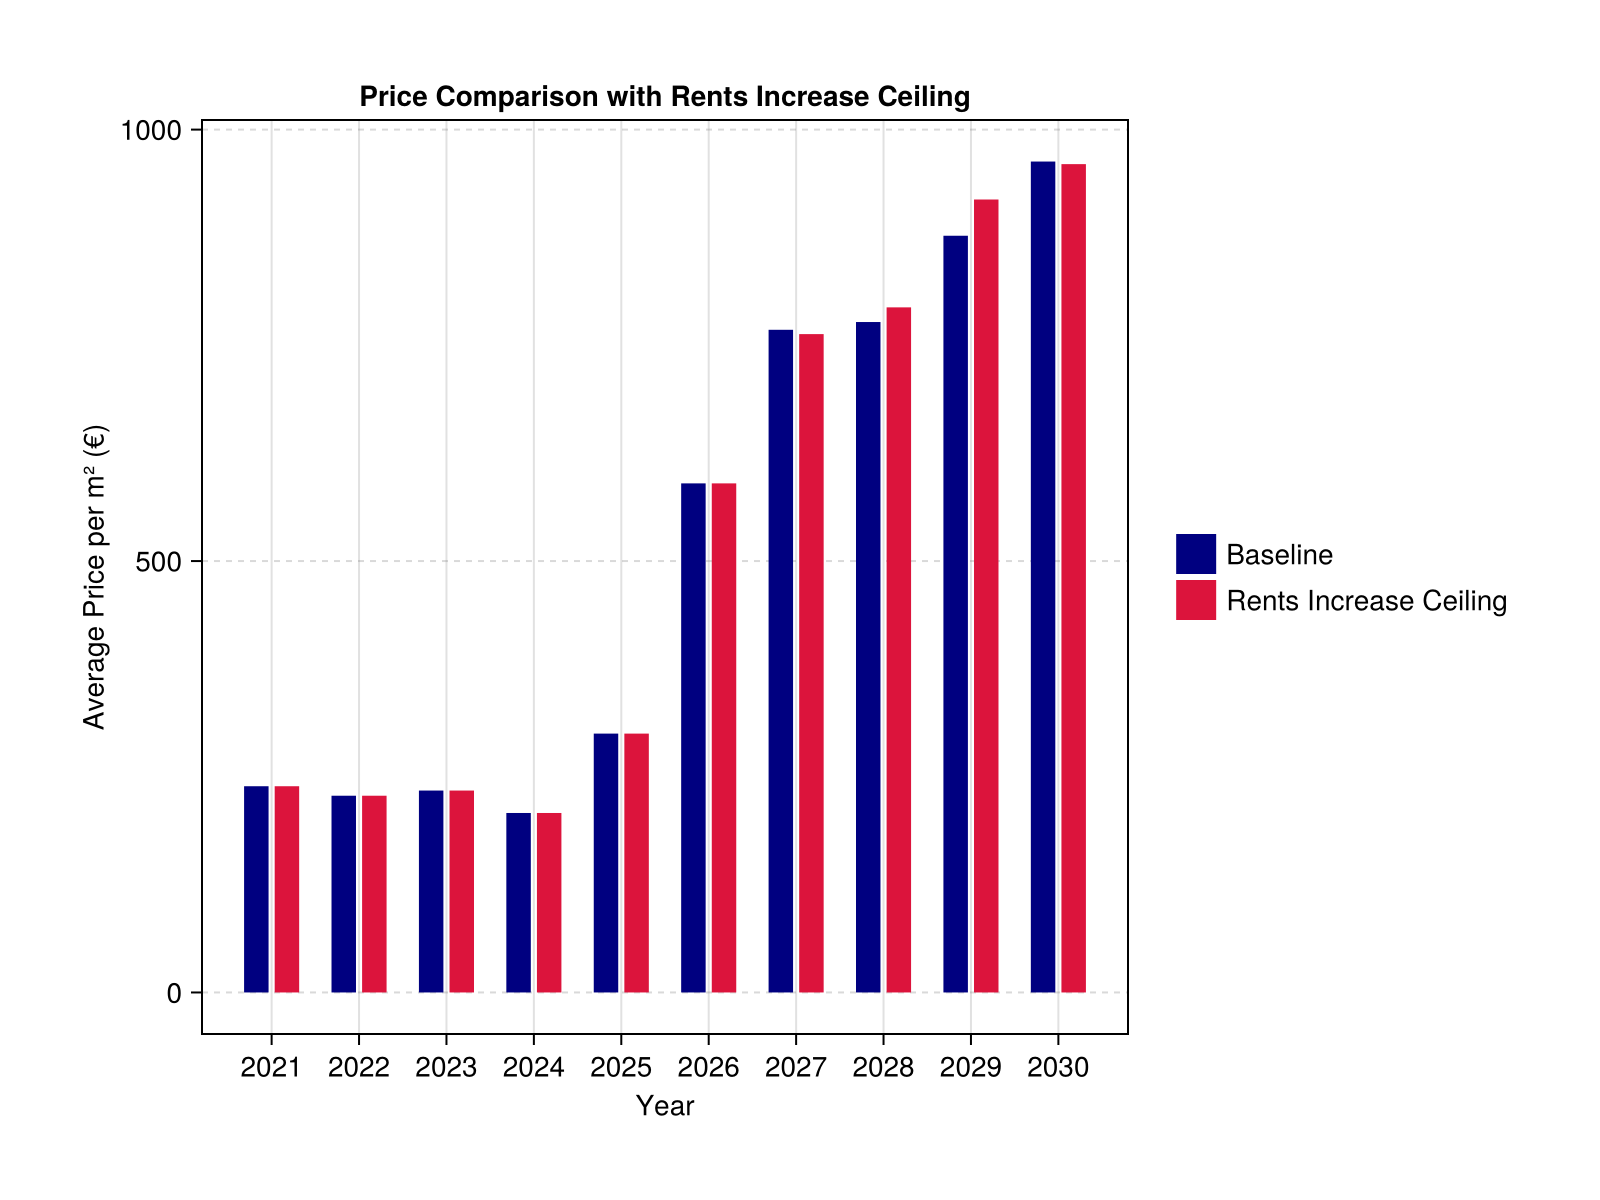 Price Comparison with Rents Increase Ceiling
1000
500
0
Average Price per m² (€)
2021 2022 2023 2024 2025 2026 2027 2028 2029 2030
Year
Baseline
Rents Increase Ceiling